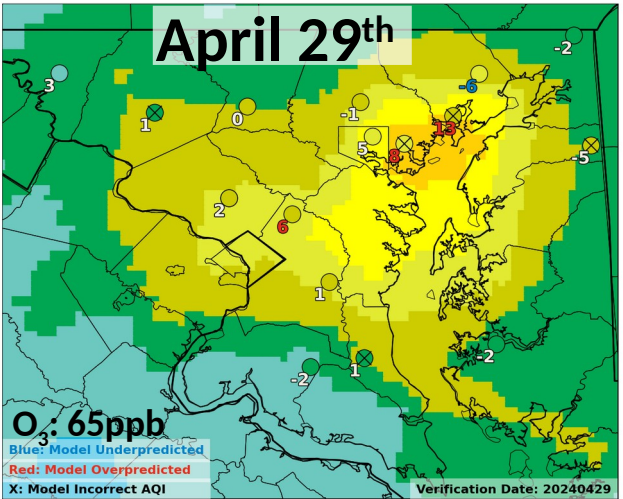 April 29th
-2
3
-6
-1
0
1
13
5
8
-5
2
6
1
-2
1
-2
O3: 65ppb
Blue: Model Underpredicted
Red: Model Overpredicted
X: Model Incorrect AQI
Verification Date: 20240429